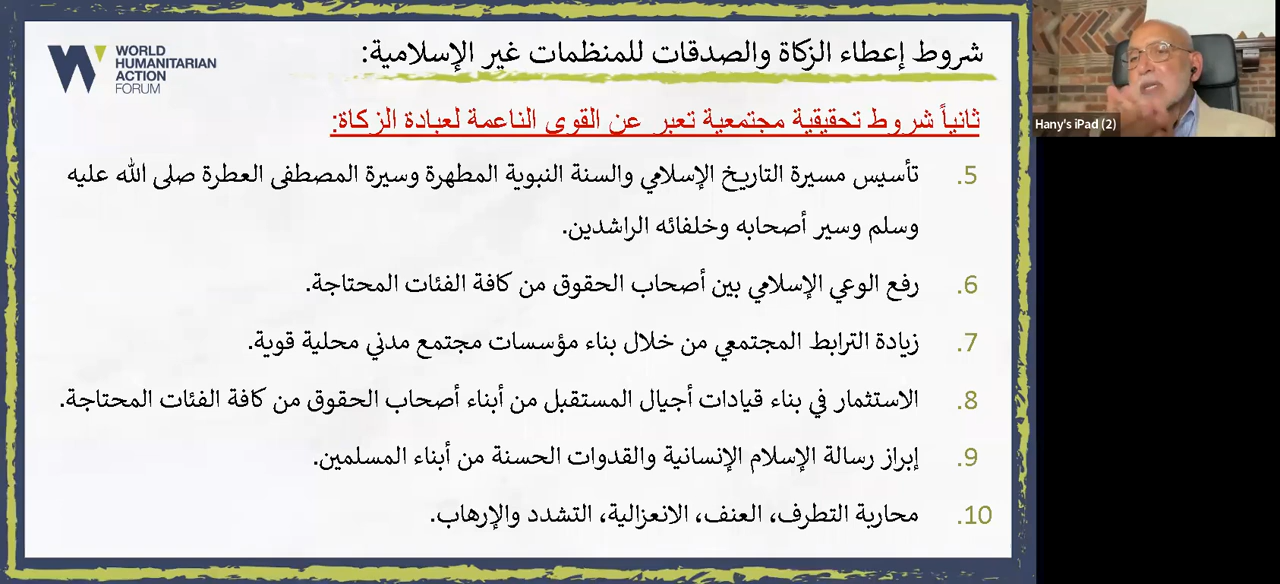 WORLD
HUMANITARIAN
ACTION
FORUM
شروط إعطاء الزكاة والصدقات للمنظمات غير الإسلامية:
ثانياً شروط تحقيقية مجتمعية تعبر عن القوى الناعمة لعبادة الزكاة:
5. تأسيس مسيرة التاريخ الإسلامي والسنة النبوية المطهرة وسيرة المصطفى العطرة صلى الله عليه
وسلم وسير أصحابه وخلفائه الراشدين.
6. رفع الوعي الإسلامي بين أصحاب الحقوق من كافة الفئات المحتاجة.
7. زيادة الترابط المجتمعي من خلال بناء مؤسسات مجتمع مدني محلية قوية.
8. الاستثمار في بناء قيادات أجيال المستقبل من أبناء أصحاب الحقوق من كافة الفئات المحتاجة.
9. إبراز رسالة الإسلام الإنسانية والقدوات الحسنة من أبناء المسلمين.
10. محاربة التطرف، العنف، الانعزالية، التشدد والإرهاب.
Hany's iPad (2)